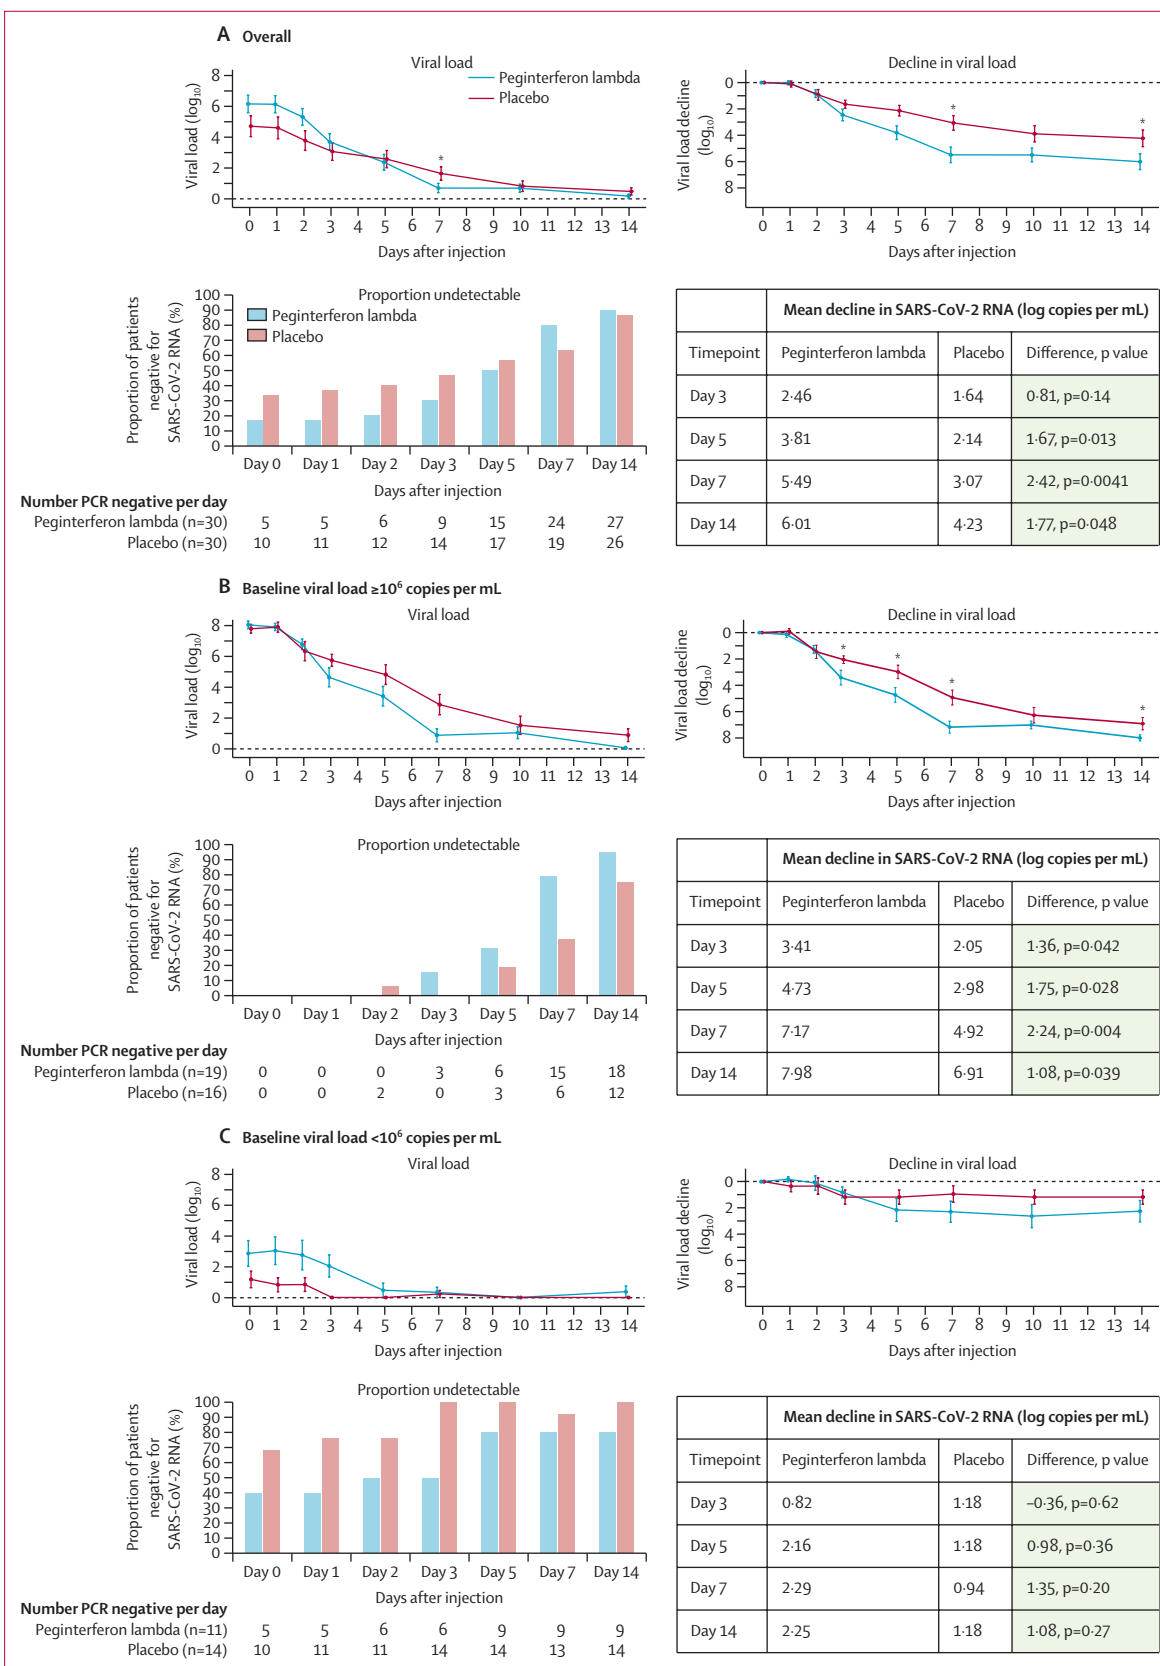 A Overall
Viral load
Viral load (log10)
8
6
4
2
0
Peginterferon lambda
Placebo
*
0 1 2 3 4 5 6 7 8 9 10 11 12 13 14
Days after injection
Decline in viral load
Viral load decline
(log10)
0
2
4
6
8
* *
0 1 2 3 4 5 6 7 8 9 10 11 12 13 14
Days after injection
Proportion undetectable
Proportion of patients
negative for
SARS-CoV-2 RNA (%)
100
90
80
70
60
50
40
30
20
10
0
Peginterferon lambda
Placebo
Day 0 Day 1 Day 2 Day 3 Day 5 Day 7 Day 14
Days after injection
Number PCR negative per day
Peginterferon lambda (n=30) 5 5 6 9 15 24 27
Placebo (n=30) 10 11 12 14 17 19 26
Mean decline in SARS-CoV-2 RNA (log copies per mL)
Timepoint Peginterferon lambda Placebo Difference, p value
Day 3 2·46 1·64 0·81, p=0·14
Day 5 3·81 2·14 1·67, p=0·013
Day 7 5·49 3·07 2·42, p=0·0041
Day 14 6·01 4·23 1·77, p=0·048
B Baseline viral load ≥10⁶ copies per mL
Viral load
Viral load (log10)
8
6
4
2
0
0 1 2 3 4 5 6 7 8 9 10 11 12 13 14
Days after injection
Decline in viral load
Viral load decline
(log10)
0
2
4
6
8
* * * *
0 1 2 3 4 5 6 7 8 9 10 11 12 13 14
Days after injection
Proportion undetectable
Proportion of patients
negative for
SARS-CoV-2 RNA (%)
100
90
80
70
60
50
40
30
20
10
0
Day 0 Day 1 Day 2 Day 3 Day 5 Day 7 Day 14
Days after injection
Number PCR negative per day
Peginterferon lambda (n=19) 0 0 0 3 6 15 18
Placebo (n=16) 0 0 2 0 3 6 12
Mean decline in SARS-CoV-2 RNA (log copies per mL)
Timepoint Peginterferon lambda Placebo Difference, p value
Day 3 3·41 2·05 1·36, p=0·042
Day 5 4·73 2·98 1·75, p=0·028
Day 7 7·17 4·92 2·24, p=0·004
Day 14 7·98 6·91 1·08, p=0·039
C Baseline viral load <10⁶ copies per mL
Viral load
Viral load (log10)
8
6
4
2
0
0 1 2 3 4 5 6 7 8 9 10 11 12 13 14
Days after injection
Decline in viral load
Viral load decline
(log10)
0
2
4
6
8
0 1 2 3 4 5 6 7 8 9 10 11 12 13 14
Days after injection
Proportion undetectable
Proportion of patients
negative for
SARS-CoV-2 RNA (%)
100
90
80
70
60
50
40
30
20
10
0
Day 0 Day 1 Day 2 Day 3 Day 5 Day 7 Day 14
Days after injection
Number PCR negative per day
Peginterferon lambda (n=11) 5 5 6 6 9 9 9
Placebo (n=14) 10 11 11 14 14 13 14
Mean decline in SARS-CoV-2 RNA (log copies per mL)
Timepoint Peginterferon lambda Placebo Difference, p value
Day 3 0·82 1·18 –0·36, p=0·62
Day 5 2·16 1·18 0·98, p=0·36
Day 7 2·29 0·94 1·35, p=0·20
Day 14 2·25 1·18 1·08, p=0·27